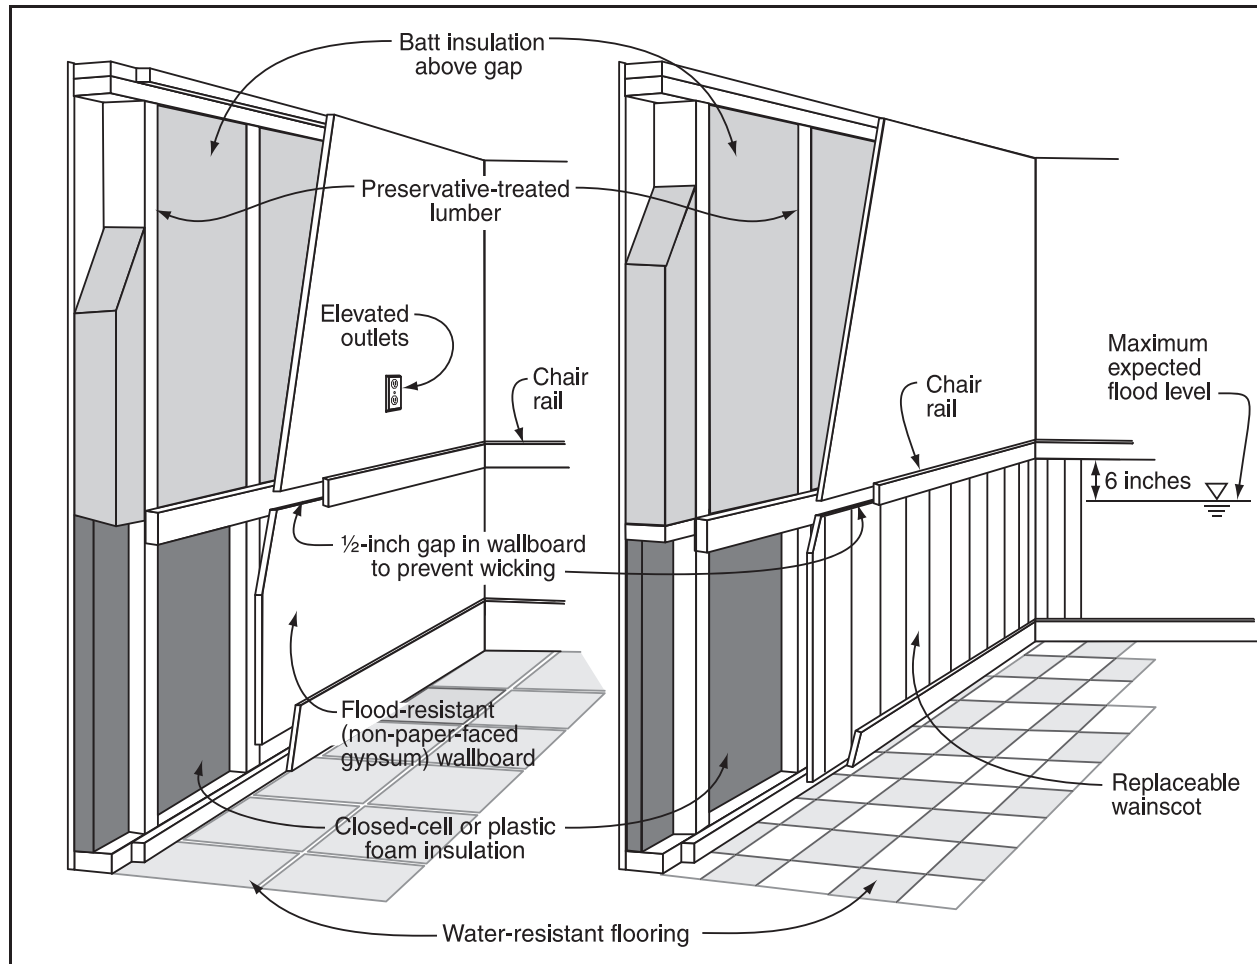 Batt insulation
above gap
Preservative-treated
lumber
Elevated
outlets
Chair
rail
Chair
rail
Maximum
expected
flood level
6 inches
½-inch gap in wallboard
to prevent wicking
Flood-resistant
(non-paper-faced
gypsum) wallboard
Replaceable
wainscot
Closed-cell or plastic
foam insulation
Water-resistant flooring